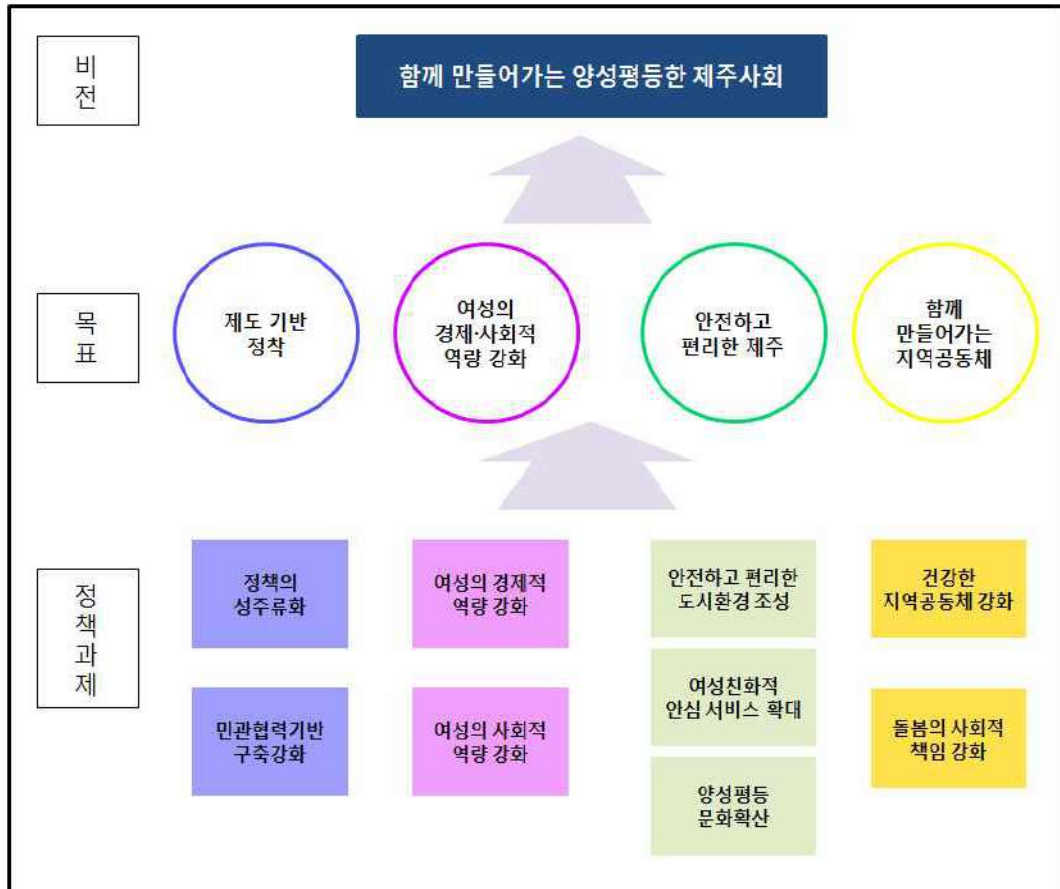 비
전
함께 만들어가는 양성평등한 제주사회
목
표
제도 기반
정착
여성의
경제·사회적
역량 강화
안전하고
편리한 제주
함께
만들어가는
지역공동체
정
책
과
제
정책의
성주류화
여성의 경제적
역량 강화
안전하고 편리한
도시환경 조성
건강한
지역공동체 강화
민관협력기반
구축강화
여성의 사회적
역량 강화
여성친화적
안심 서비스 확대
돌봄의 사회적
책임 강화
양성평등
문화확산